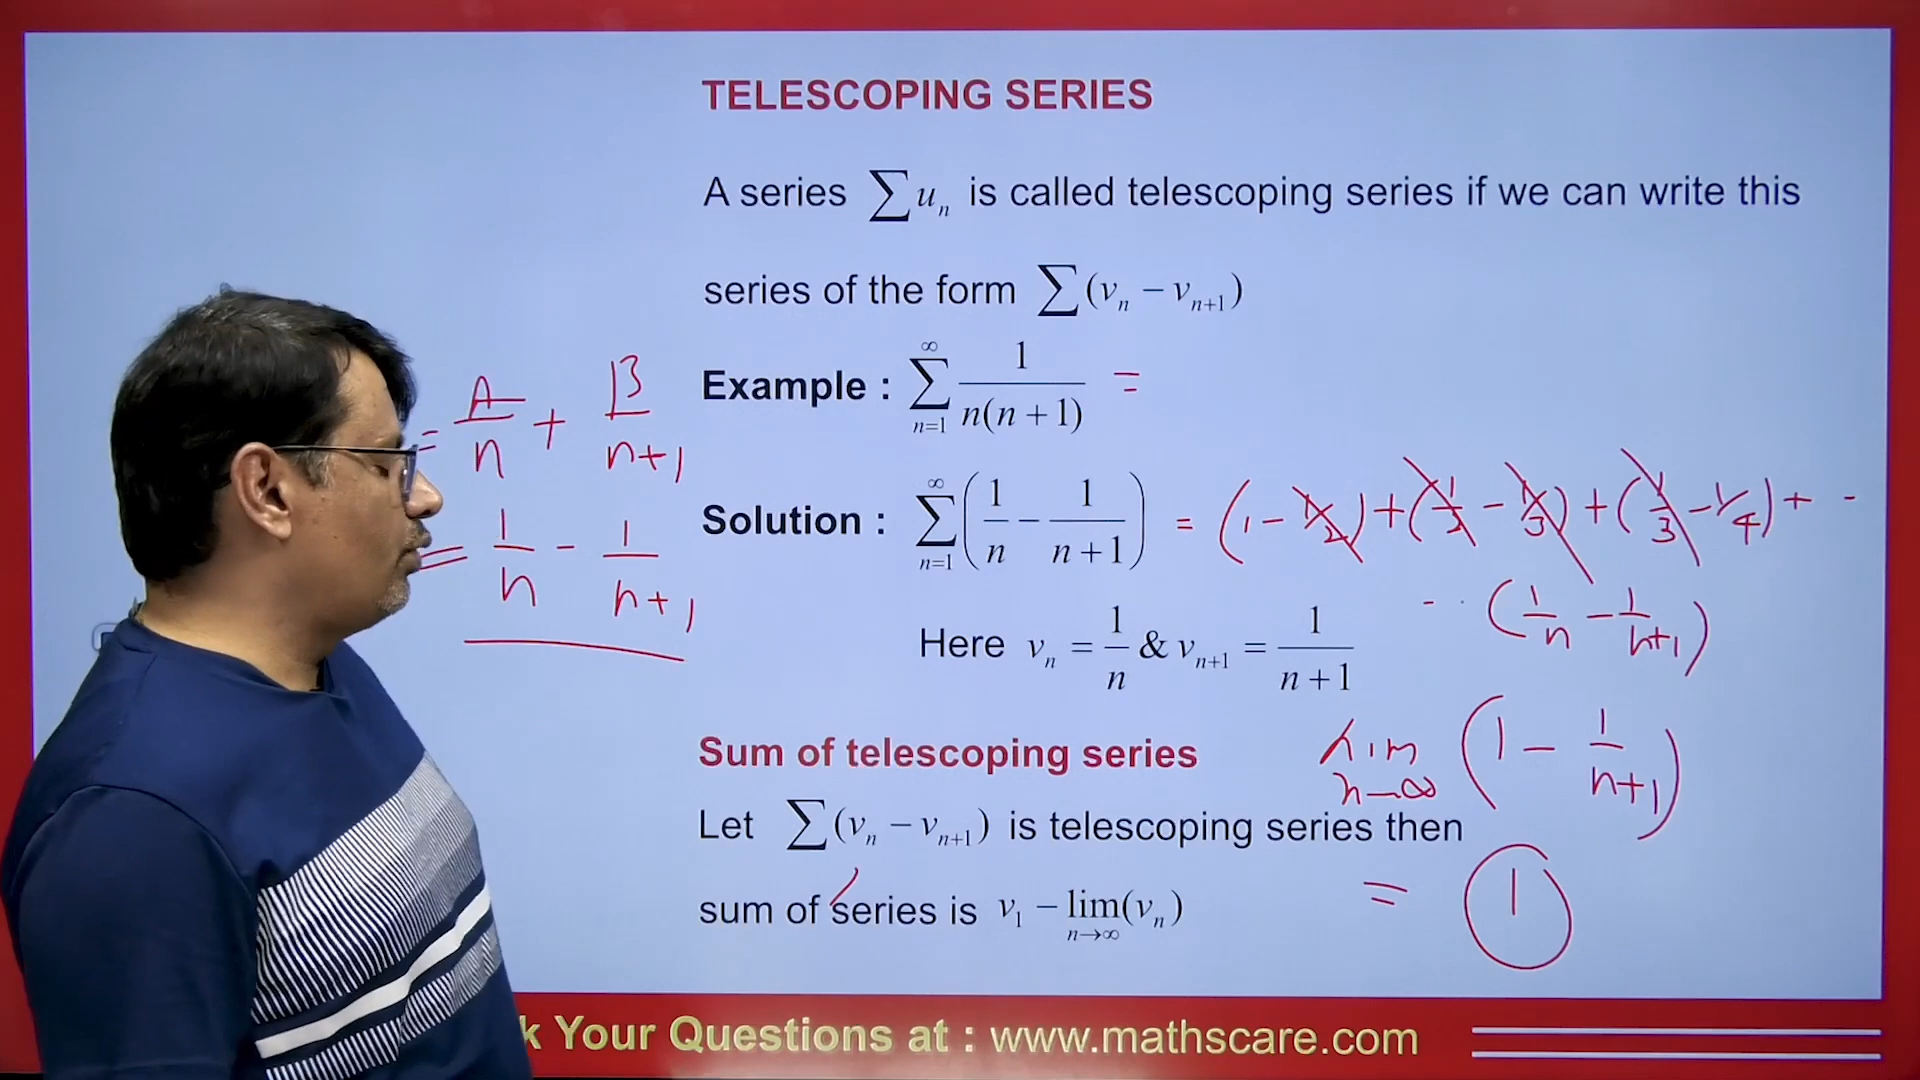 TELESCOPING SERIES
A series ∑uₙ is called telescoping series if we can write this
series of the form ∑(vₙ − vₙ₊₁)
Example : ∑_{n=1}^{∞} 1/(n(n+1)) =
= A/n + B/(n+1)
Solution : ∑_{n=1}^{∞} (1/n − 1/(n+1)) = (1 − 1/2) + (1/2 − 1/3) + (1/3 − 1/4) + -
= 1/n − 1/(n+1)
- · (1/n − 1/(n+1))
Here vₙ = 1/n & vₙ₊₁ = 1/(n+1)
Sum of telescoping series
lim n→∞ (1 − 1/(n+1))
Let ∑(vₙ − vₙ₊₁) is telescoping series then
sum of series is v₁ − lim_{n→∞}(vₙ)
= 1
k Your Questions at : www.mathscare.com